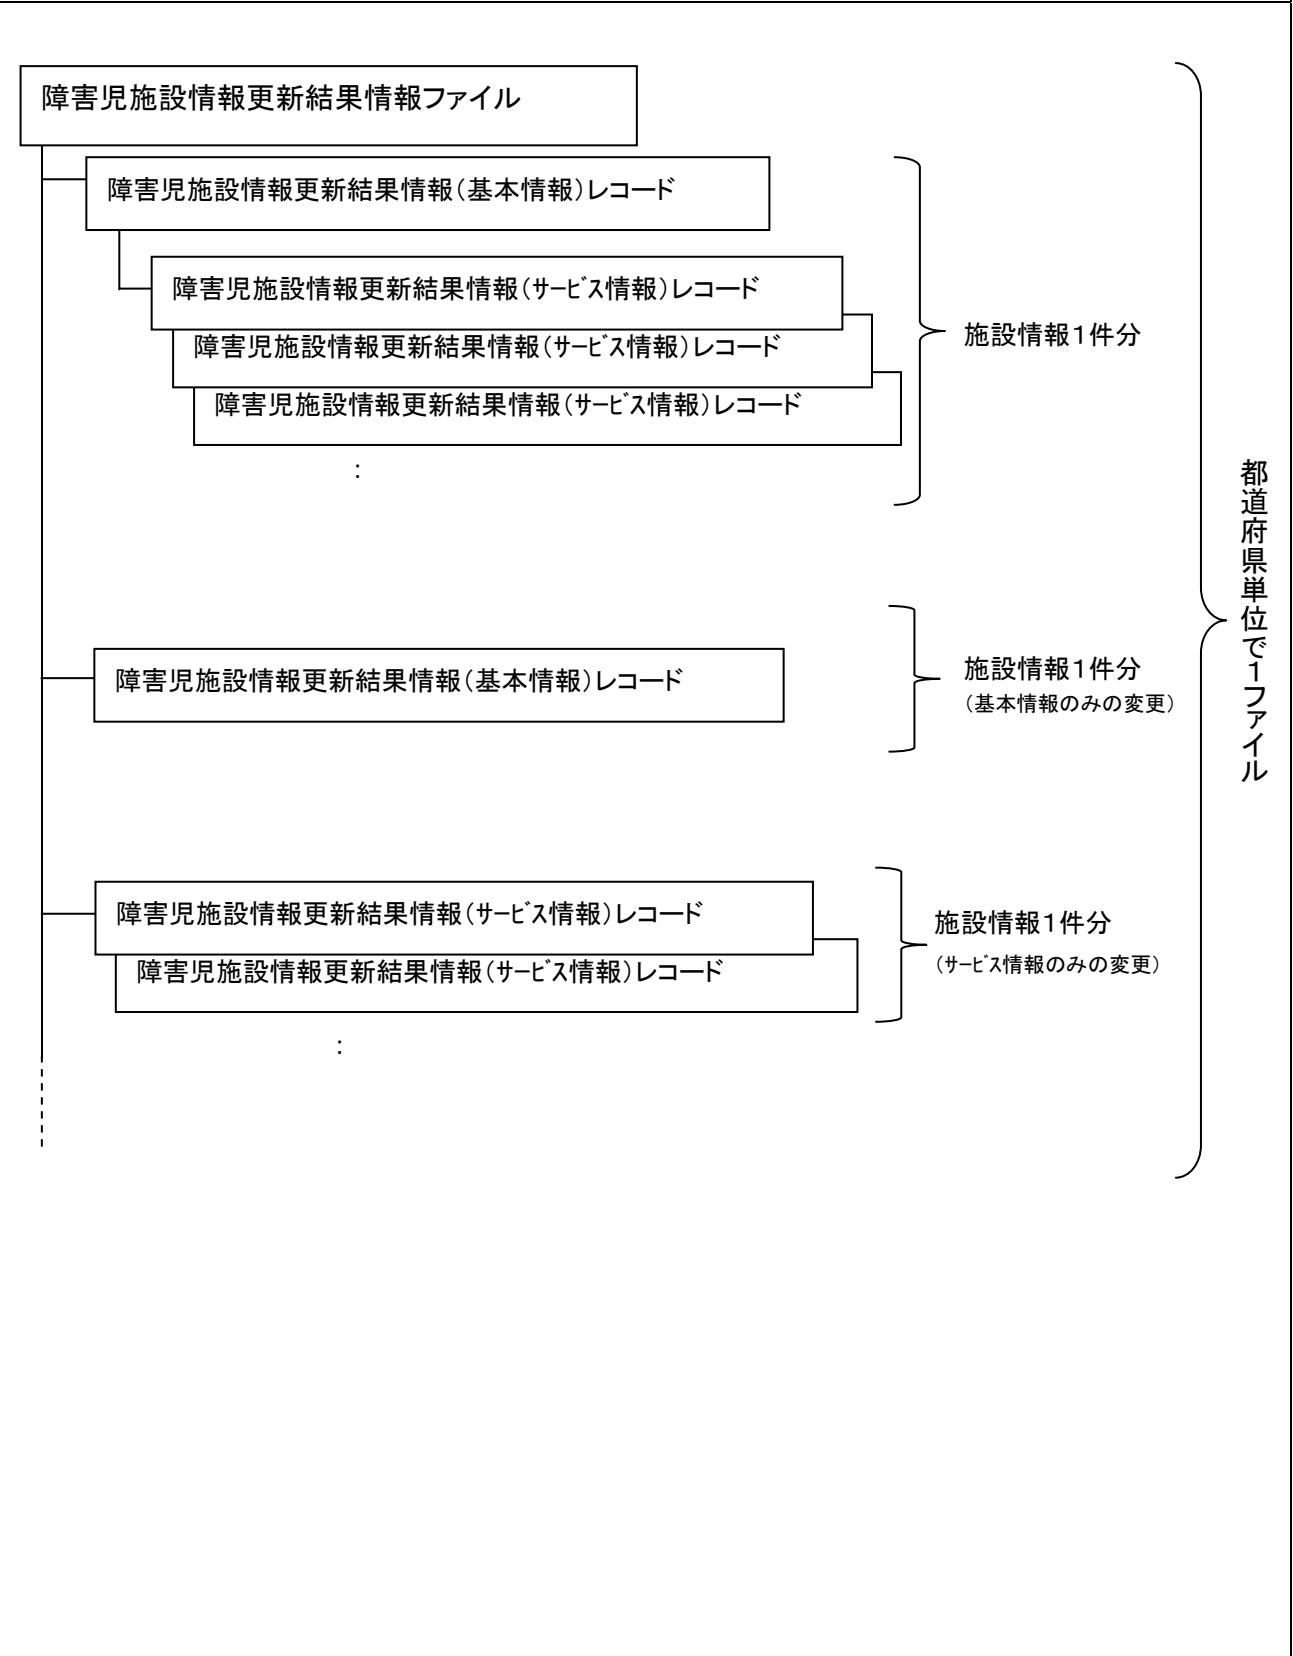 障害児施設情報更新結果情報ファイル
障害児施設情報更新結果情報（基本情報）レコード
障害児施設情報更新結果情報（ｻｰﾋﾞｽ情報）レコード
障害児施設情報更新結果情報（ｻｰﾋﾞｽ情報）レコード
障害児施設情報更新結果情報（ｻｰﾋﾞｽ情報）レコード
：
施設情報１件分
障害児施設情報更新結果情報（基本情報）レコード
施設情報１件分
（基本情報のみの変更）
障害児施設情報更新結果情報（ｻｰﾋﾞｽ情報）レコード
障害児施設情報更新結果情報（ｻｰﾋﾞｽ情報）レコード
：
施設情報１件分
（ｻｰﾋﾞｽ情報のみの変更）
都道府県単位で１ファイル